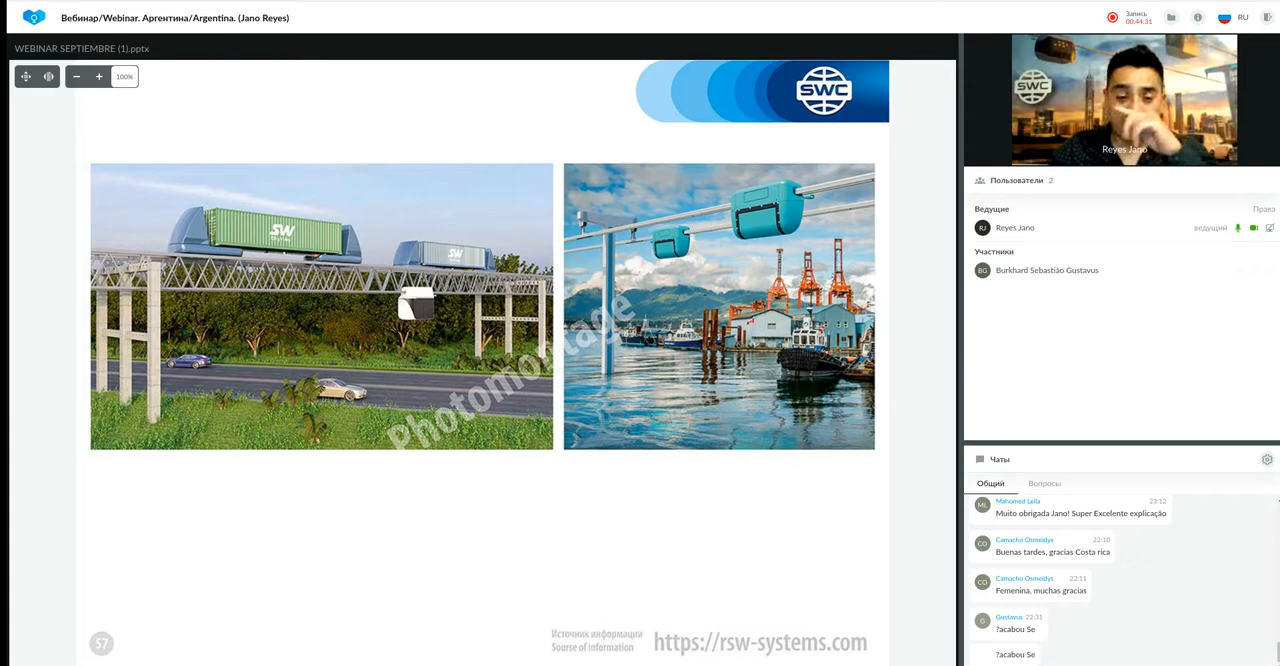 Вебинар/Webinar. Аргентина/Argentina. (Jano Reyes)
Запись
00:44:31
RU
WEBINAR SEPTIEMBRE (1).pptx
100%
SWC
SW
SW
Photomontage
57
Источник информации
Sourse of information
https://rsw-systems.com
SWC
Reyes Jano
Пользователи 2
Ведущие
Права
RJ
Reyes Jano
ведущий
Участники
BG
Burkhard Sebastião Gustavus
Чаты
Общий
Вопросы
ML
Mahomed Leila
23:12
Muito obrigada Jano! Super Excelente explicação
CO
Camacho Osmeidys
22:10
Buenas tardes, gracias Costa rica
CO
Camacho Osmeidys
22:11
Femenina, muchas gracias
G
Gustavus 22:31
?acabou Se
?acabou Se